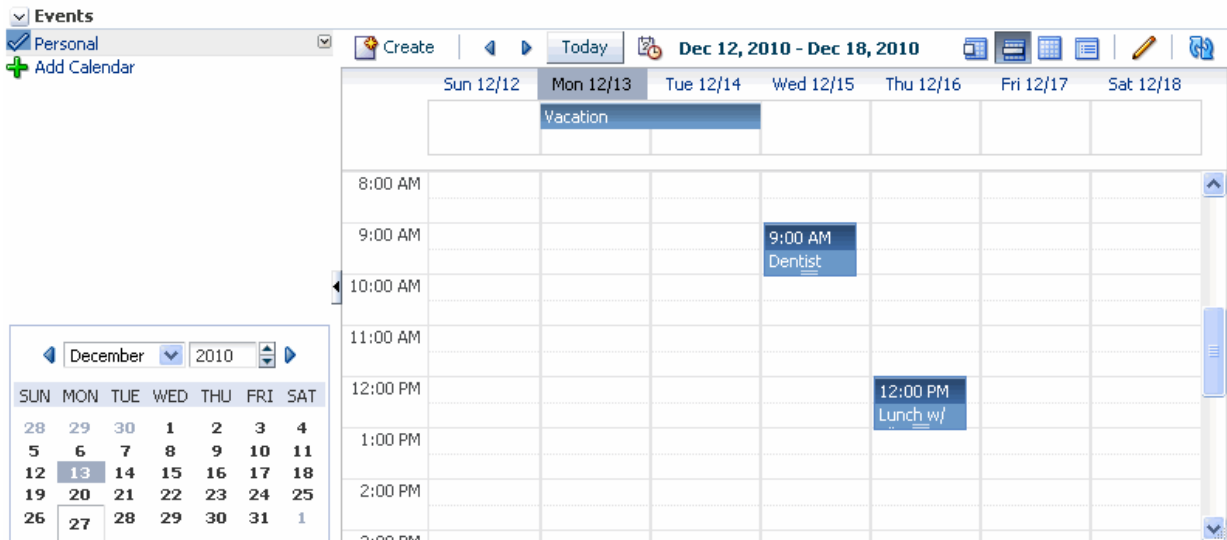 Events
Personal
Add Calendar
Create Today Dec 12, 2010 - Dec 18, 2010
Sun 12/12 Mon 12/13 Tue 12/14 Wed 12/15 Thu 12/16 Fri 12/17 Sat 12/18
Vacation
8:00 AM
9:00 AM
9:00 AM
Dentist
10:00 AM
11:00 AM
12:00 PM
12:00 PM
Lunch w/
1:00 PM
2:00 PM
December 2010
SUN MON TUE WED THU FRI SAT
28 29 30 1 2 3 4
5 6 7 8 9 10 11
12 13 14 15 16 17 18
19 20 21 22 23 24 25
26 27 28 29 30 31 1